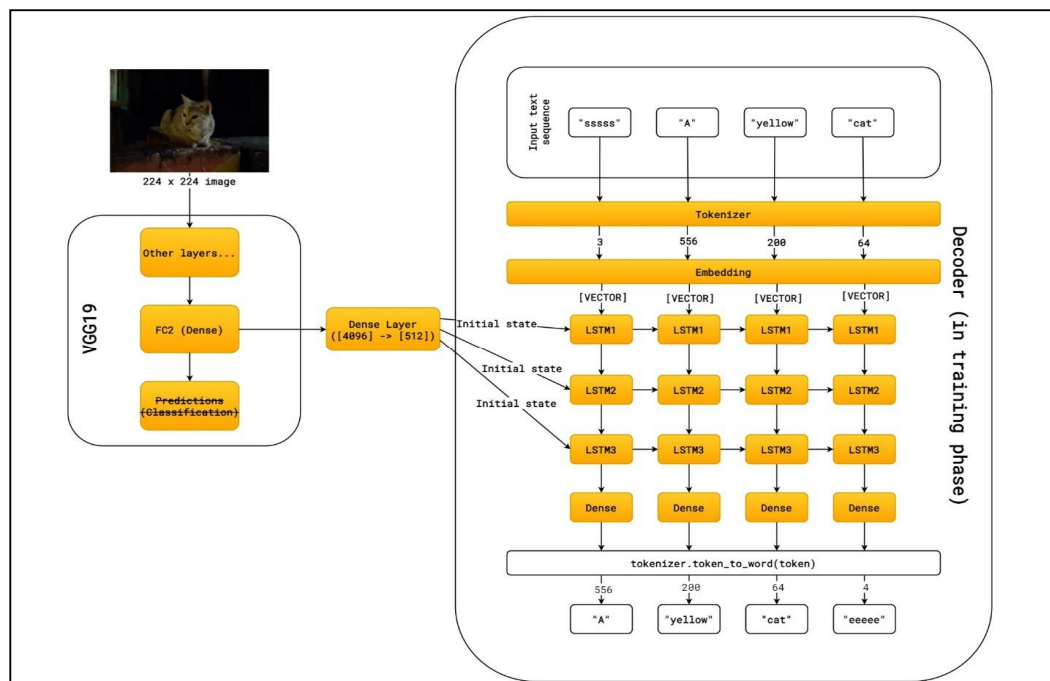 224 x 224 image
VGG19
Other layers...
FC2 (Dense)
Predictions
(Classification)
Dense Layer
([4096] -> [512])
Initial state
Initial state
Initial state
Decoder (in training phase)
Input text
sequence
"sssss" "A" "yellow" "cat"
Tokenizer
3 556 200 64
Embedding
[VECTOR] [VECTOR] [VECTOR] [VECTOR]
LSTM1 LSTM1 LSTM1 LSTM1
LSTM2 LSTM2 LSTM2 LSTM2
LSTM3 LSTM3 LSTM3 LSTM3
Dense Dense Dense Dense
tokenizer.token_to_word(token)
556 200 64 4
"A" "yellow" "cat" "eeeee"